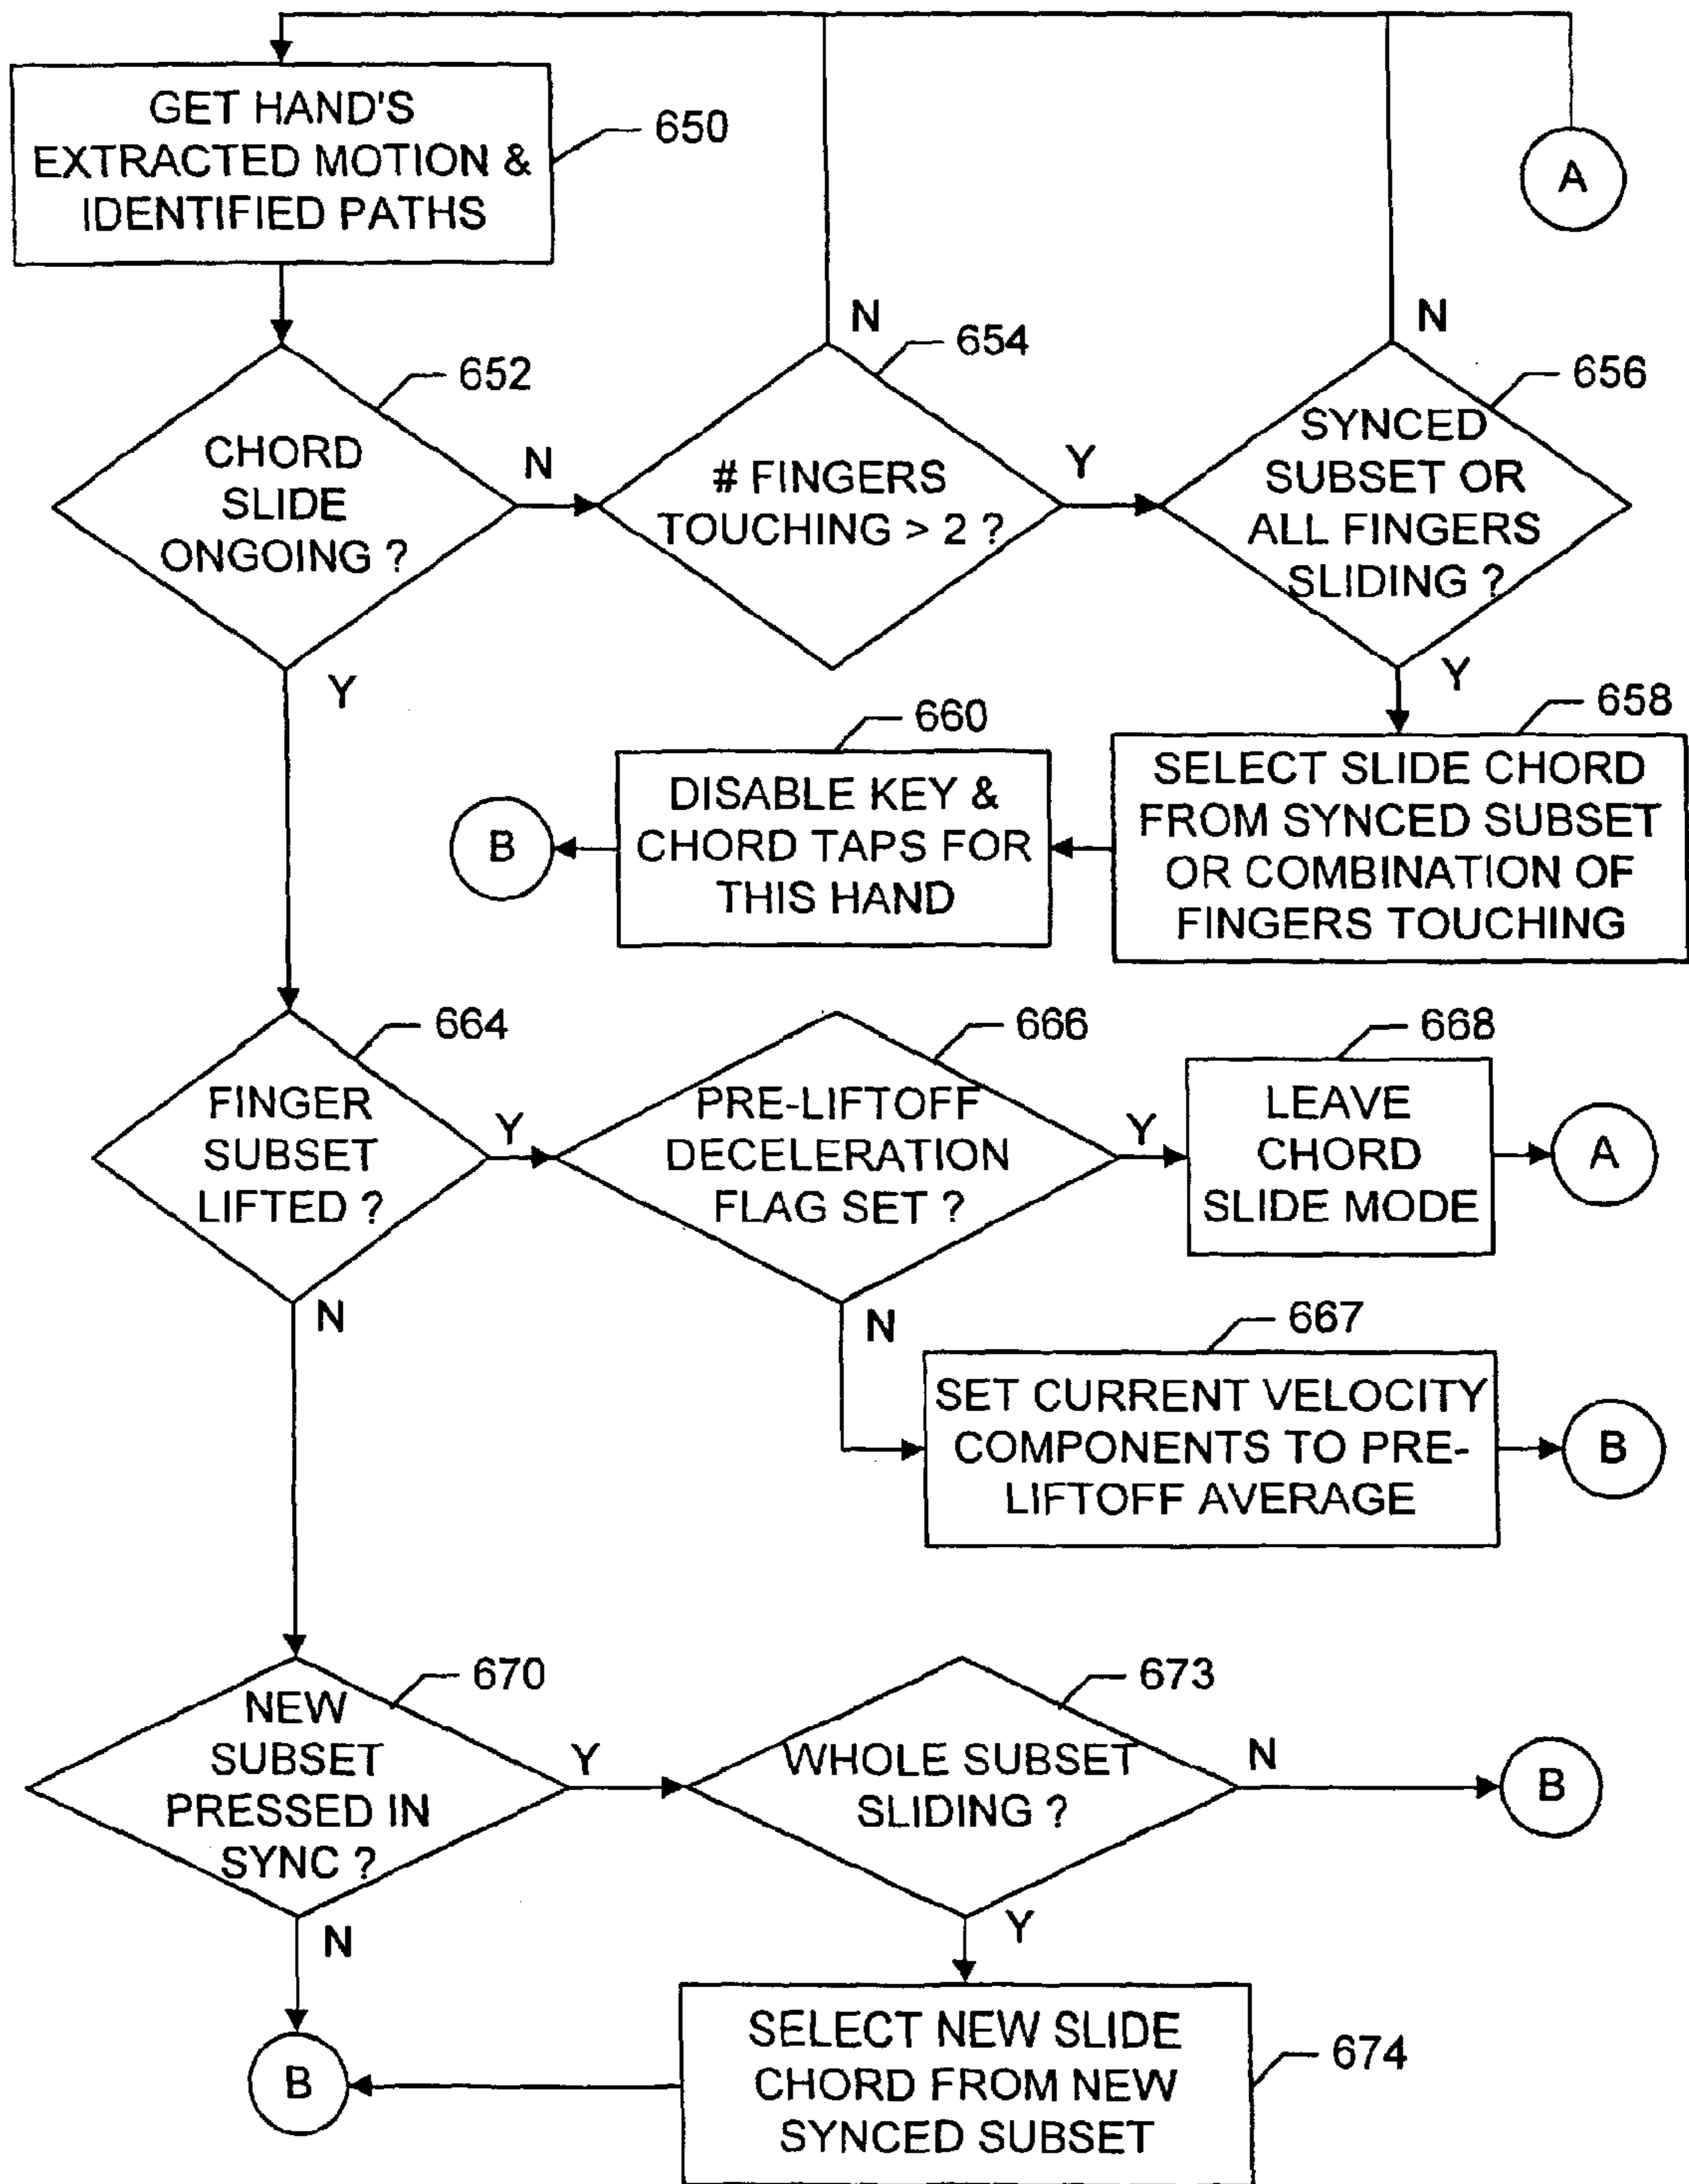 GET HAND'S
EXTRACTED MOTION &
IDENTIFIED PATHS
650
A
CHORD
SLIDE
ONGOING ?
652
N
Y
# FINGERS
TOUCHING > 2 ?
654
N
Y
SYNCED
SUBSET OR
ALL FINGERS
SLIDING ?
656
N
Y
SELECT SLIDE CHORD
FROM SYNCED SUBSET
OR COMBINATION OF
FINGERS TOUCHING
658
DISABLE KEY &
CHORD TAPS FOR
THIS HAND
660
B
FINGER
SUBSET
LIFTED ?
664
Y
N
PRE-LIFTOFF
DECELERATION
FLAG SET ?
666
Y
N
LEAVE
CHORD
SLIDE MODE
668
A
SET CURRENT VELOCITY
COMPONENTS TO PRE-
LIFTOFF AVERAGE
667
B
NEW
SUBSET
PRESSED IN
SYNC ?
670
Y
N
WHOLE SUBSET
SLIDING ?
673
N
Y
B
SELECT NEW SLIDE
CHORD FROM NEW
SYNCED SUBSET
674
B